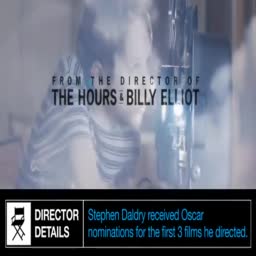 FROM THE DIRECTOR OF
THE HOURS & BILLY ELLIOT
DIRECTOR
DETAILS
Stephen Daldry received Oscar
nominations for the first 3 films he directed.